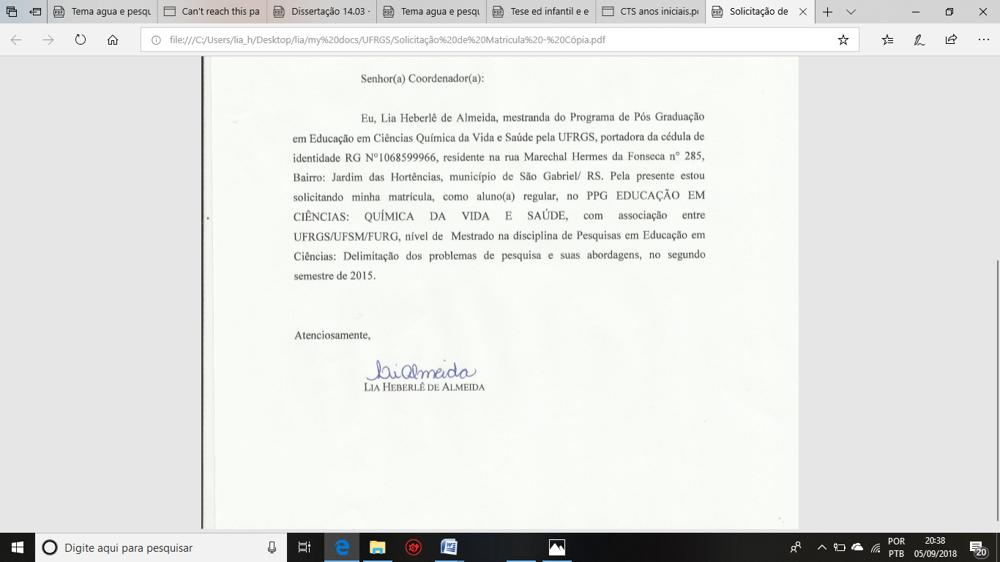 Tema agua e pesqu
Can't reach this pa
Dissertação 14.03 -
Tema agua e pesqu
Tese ed infantil e e
CTS anos iniciais.pd
Solicitação de
file:///C:/Users/lia_h/Desktop/lia/my%20docs/UFRGS/Solicitação%20de%20Matricula%20-%20Cópia.pdf
Senhor(a) Coordenador(a):
Eu, Lia Heberlê de Almeida, mestranda do Programa de Pós Graduação
em Educação em Ciências Química da Vida e Saúde pela UFRGS, portadora da cédula de
identidade RG N°1068599966, residente na rua Marechal Hermes da Fonseca n° 285,
Bairro: Jardim das Hortências, município de São Gabriel/ RS. Pela presente estou
solicitando minha matrícula, como aluno(a) regular, no PPG EDUCAÇÃO EM
CIÊNCIAS: QUÍMICA DA VIDA E SAÚDE, com associação entre
UFRGS/UFSM/FURG, nível de Mestrado na disciplina de Pesquisas em Educação em
Ciências: Delimitação dos problemas de pesquisa e suas abordagens, no segundo
semestre de 2015.
Atenciosamente,
LiAlmeida
LIA HEBERLÊ DE ALMEIDA
Digite aqui para pesquisar
POR
PTB
20:38
05/09/2018
20